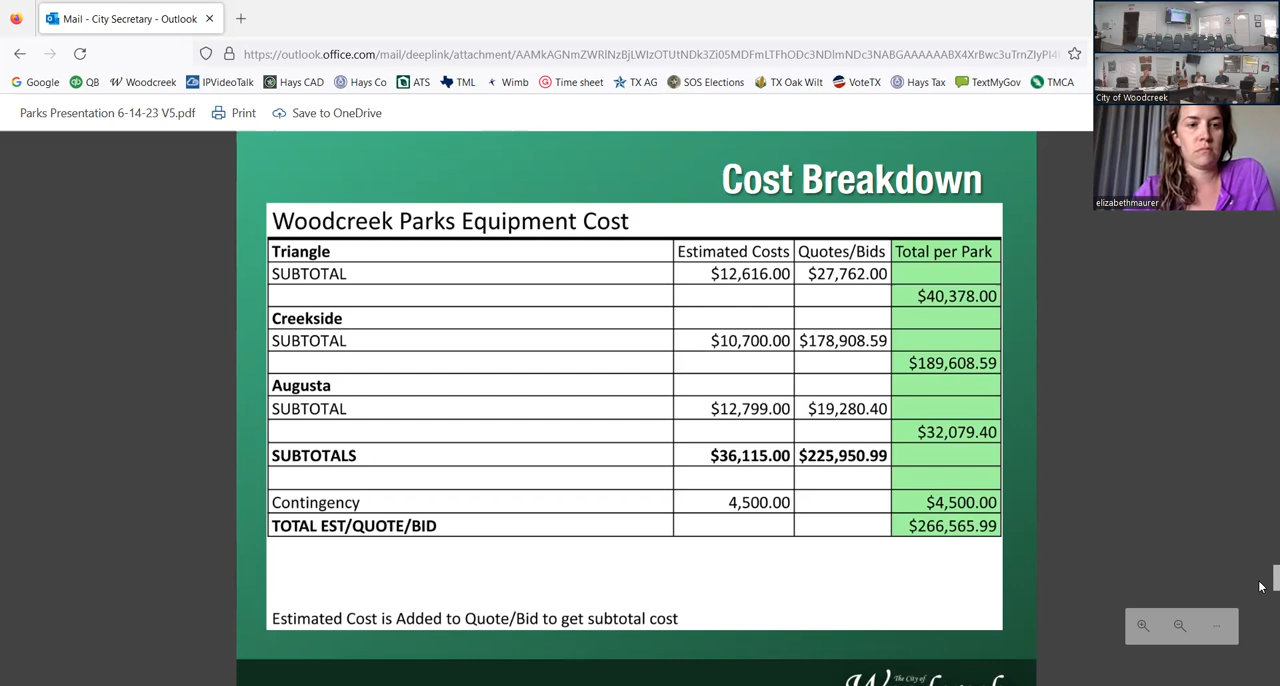 Mail - City Secretary - Outlook
https://outlook.office.com/mail/deeplink/attachment/
Google QB Woodcreek IPVideoTalk Hays CAD Hays Co ATS TML Vimb. Time sheet TX AG SOS Elections TX Oak Wilt VoteTX Hays Tax TextMyGov TMCA
Parks Presentation 6-14-23 V5.pdf Print Save to OneDrive
City of Woodcreek
elizabethmaurer
Cost Breakdown
Woodcreek Parks Equipment Cost
Triangle Estimated Costs Quotes/Bids Total per Park
SUBTOTAL $12,616.00 $27,762.00
$40,378.00
Creekside
SUBTOTAL $10,700.00 $178,908.59
$189,608.59
Augusta
SUBTOTAL $12,799.00 $19,280.40
$32,079.40
SUBTOTALS $36,115.00 $225,950.99
Contingency 4,500.00 $4,500.00
TOTAL EST/QUOTE/BID $266,565.99
Estimated Cost is Added to Quote/Bid to get subtotal cost
The City of